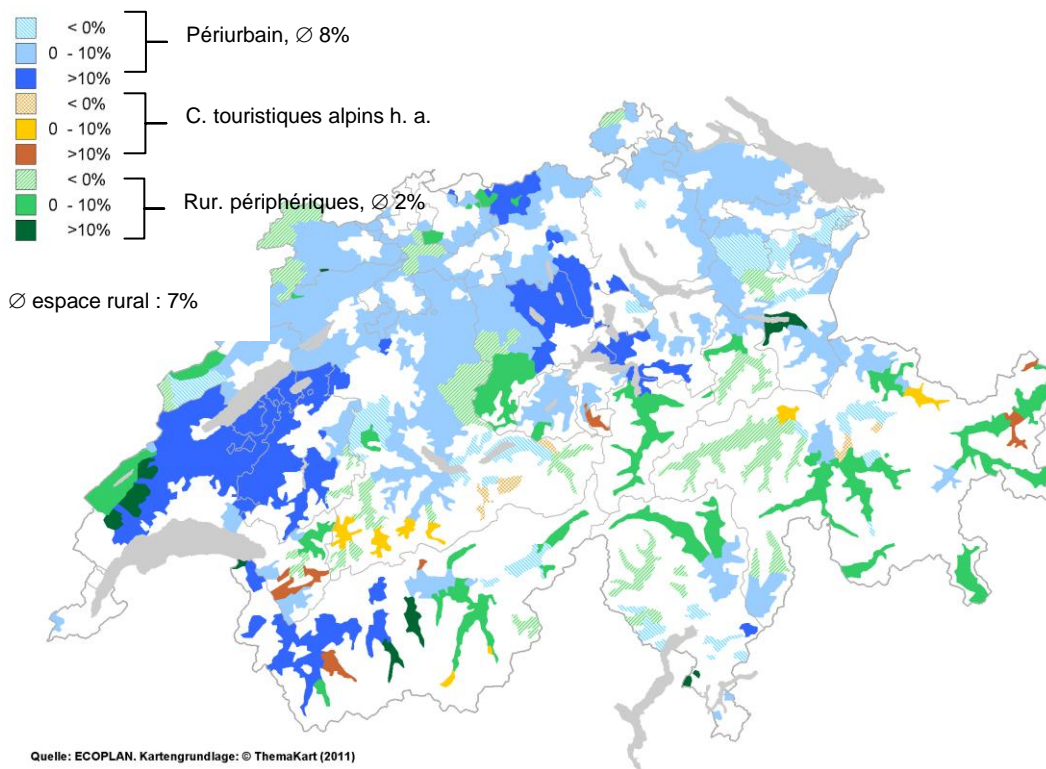 < 0%
0 - 10%
>10%
Périurbain, ∅ 8%
< 0%
0 - 10%
>10%
C. touristiques alpins h. a.
< 0%
0 - 10%
>10%
Rur. périphériques, ∅ 2%
∅ espace rural : 7%
Quelle: ECOPLAN. Kartengrundlage: © ThemaKart (2011)